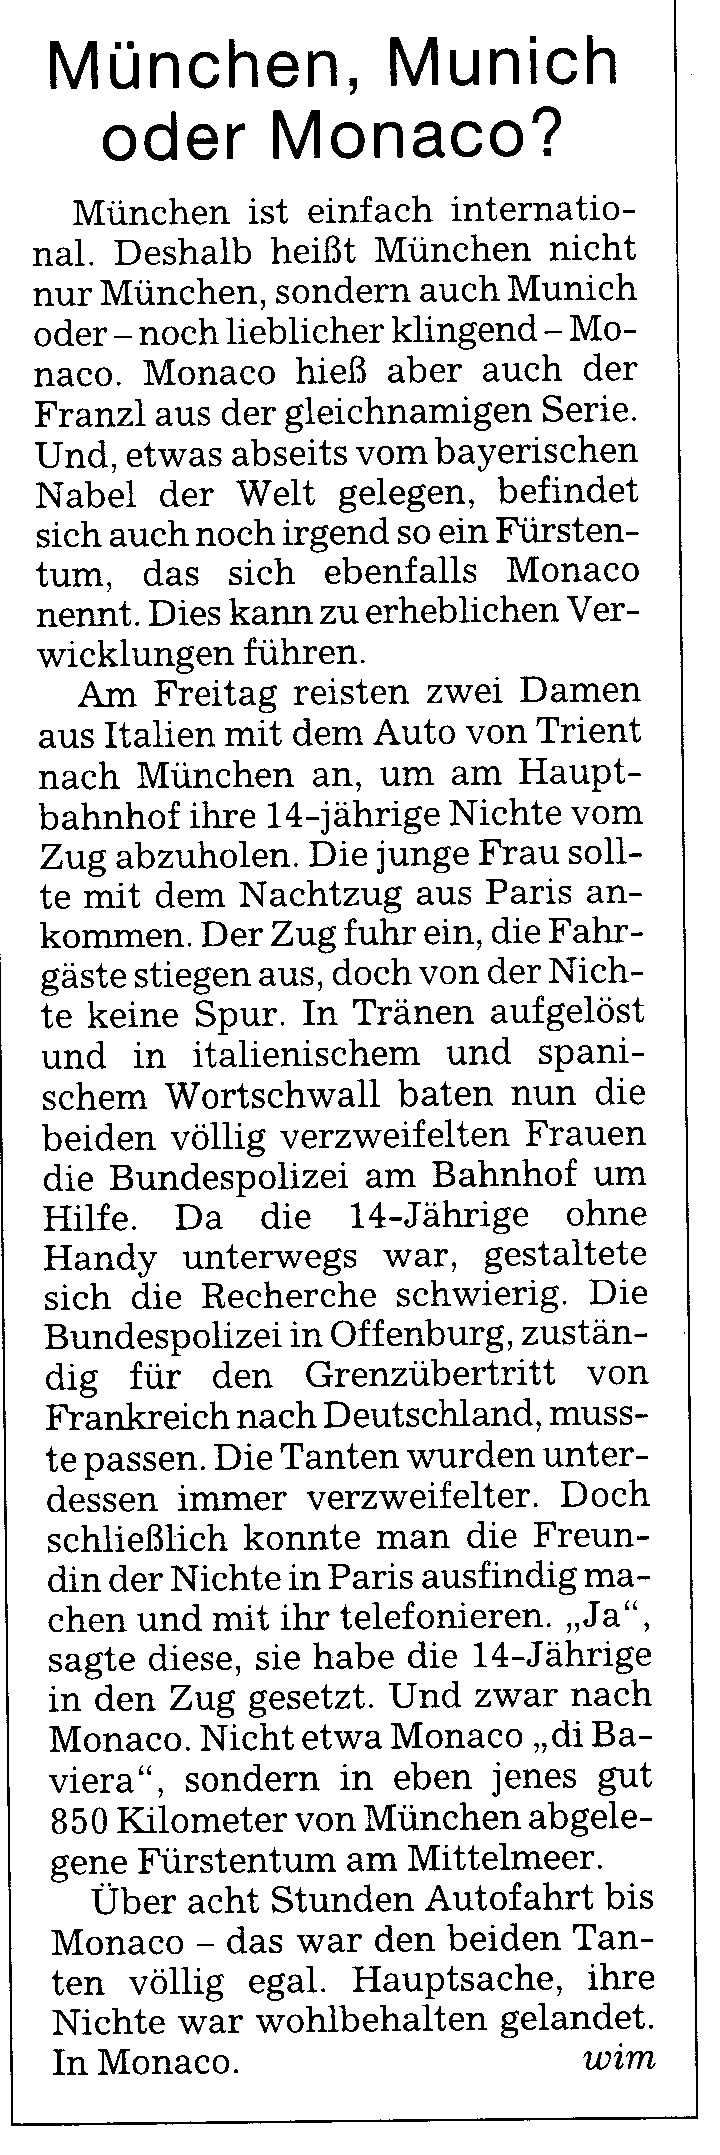 München, Munich
oder Monaco?
München ist einfach internatio-
nal. Deshalb heißt München nicht
nur München, sondern auch Munich
oder – noch lieblicher klingend – Mo-
naco. Monaco hieß aber auch der
Franzl aus der gleichnamigen Serie.
Und, etwas abseits vom bayerischen
Nabel der Welt gelegen, befindet
sich auch noch irgend so ein Fürsten-
tum, das sich ebenfalls Monaco
nennt. Dies kann zu erheblichen Ver-
wicklungen führen.
Am Freitag reisten zwei Damen
aus Italien mit dem Auto von Trient
nach München an, um am Haupt-
bahnhof ihre 14-jährige Nichte vom
Zug abzuholen. Die junge Frau soll-
te mit dem Nachtzug aus Paris an-
kommen. Der Zug fuhr ein, die Fahr-
gäste stiegen aus, doch von der Nich-
te keine Spur. In Tränen aufgelöst
und in italienischem und spani-
schem Wortschwall baten nun die
beiden völlig verzweifelten Frauen
die Bundespolizei am Bahnhof um
Hilfe. Da die 14-Jährige ohne
Handy unterwegs war, gestaltete
sich die Recherche schwierig. Die
Bundespolizei in Offenburg, zustän-
dig für den Grenzübertritt von
Frankreich nach Deutschland, muss-
te passen. Die Tanten wurden unter-
dessen immer verzweifelter. Doch
schließlich konnte man die Freun-
din der Nichte in Paris ausfindig ma-
chen und mit ihr telefonieren. „Ja“,
sagte diese, sie habe die 14-Jährige
in den Zug gesetzt. Und zwar nach
Monaco. Nicht etwa Monaco „di Ba-
viera“, sondern in eben jenes gut
850 Kilometer von München abgele-
gene Fürstentum am Mittelmeer.
Über acht Stunden Autofahrt bis
Monaco – das war den beiden Tan-
ten völlig egal. Hauptsache, ihre
Nichte war wohlbehalten gelandet.
In Monaco. wim